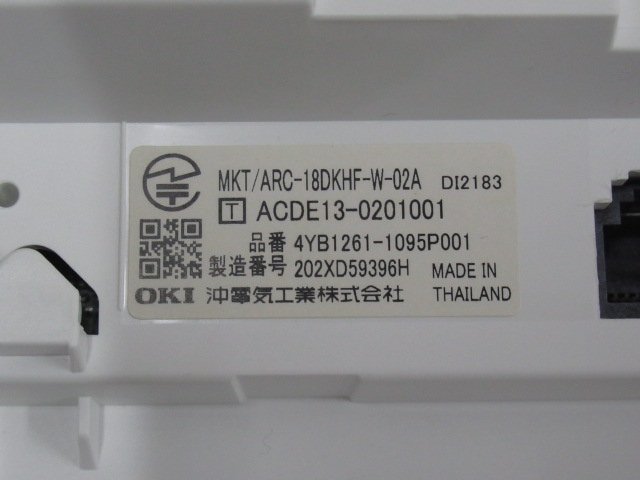 MKT/ARC-18DKHF-W-02A DI2183
T ACDE13-0201001
品番 4YB1261-1095P001
製造番号 202XD59396H MADE IN THAILAND
OKI 沖電気工業株式会社